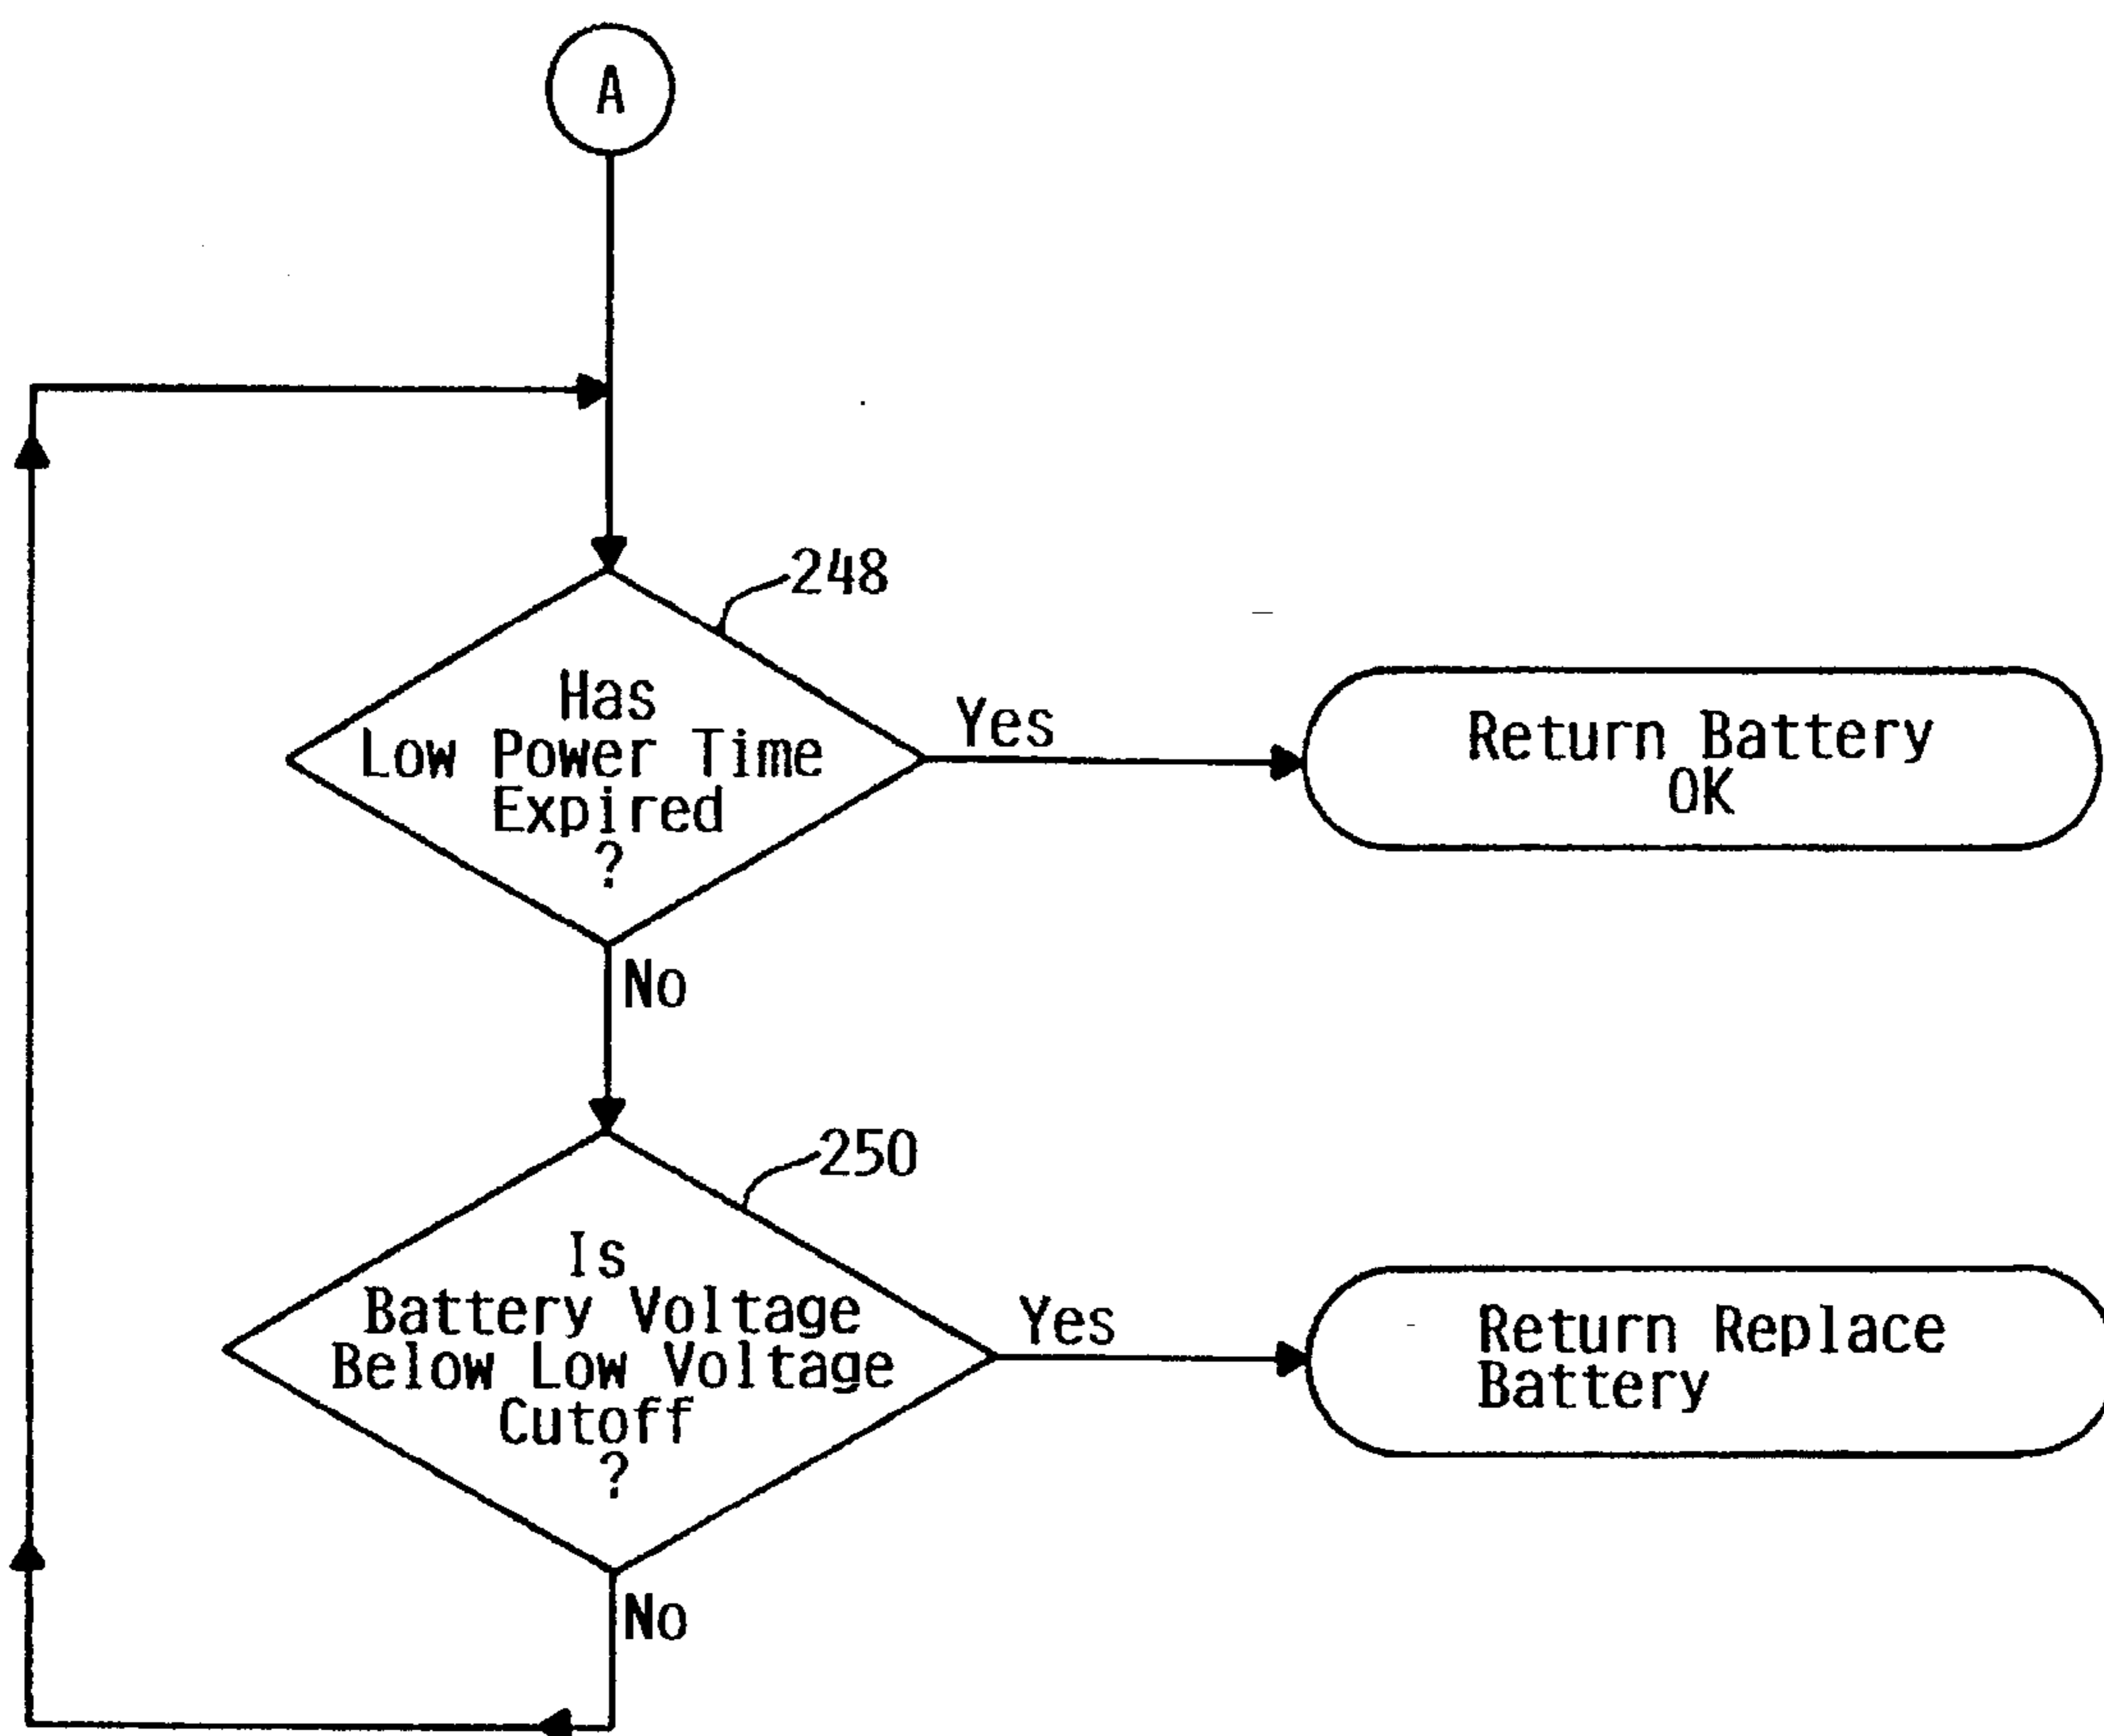 A
248
Has
Low Power Time
Expired
?
Yes
Return Battery
OK
No
250
Is
Battery Voltage
Below Low Voltage
Cutoff
?
Yes
Return Replace
Battery
No